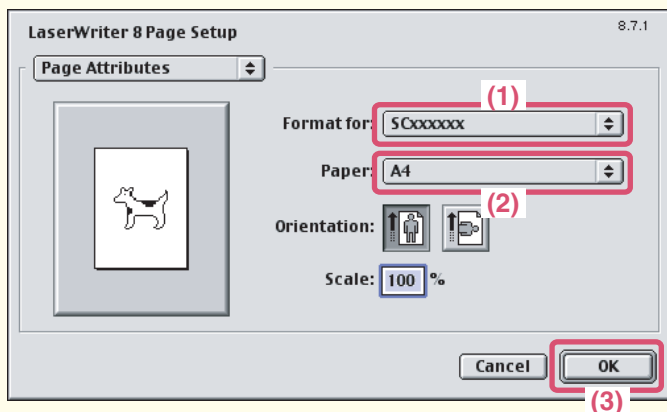 LaserWriter 8 Page Setup 8.7.1
Page Attributes
(1)
Format for: SCxxxxxx
Paper: A4
(2)
Orientation:
Scale: 100 %
Cancel OK
(3)